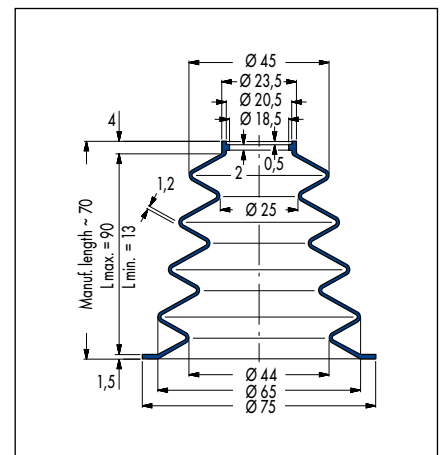 Ø 45
Ø 23,5
Ø 20,5
Ø 18,5
4
2
0,5
1,2
Ø 25
Manuf. length ~ 70
L max. = 90
L min. = 13
1,5
Ø 44
Ø 65
Ø 75